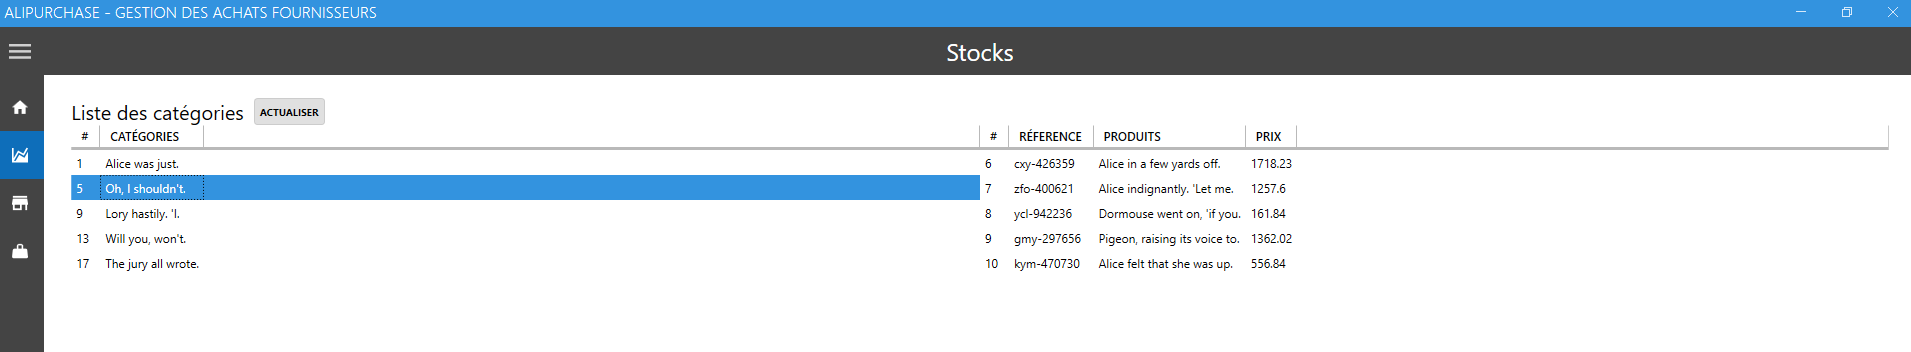 ALIPURCHASE - GESTION DES ACHATS FOURNISSEURS
Stocks
Liste des catégories ACTUALISER
# CATÉGORIES # RÉFERENCE PRODUITS PRIX
1 Alice was just. 6 cxy-426359 Alice in a few yards off. 1718.23
5 Oh, I shouldn't. 7 zfo-400621 Alice indignantly. 'Let me. 1257.6
9 Lory hastily. 'I. 8 ycl-942236 Dormouse went on, 'if you. 161.84
13 Will you, won't. 9 gmy-297656 Pigeon, raising its voice to. 1362.02
17 The jury all wrote. 10 kym-470730 Alice felt that she was up. 556.84